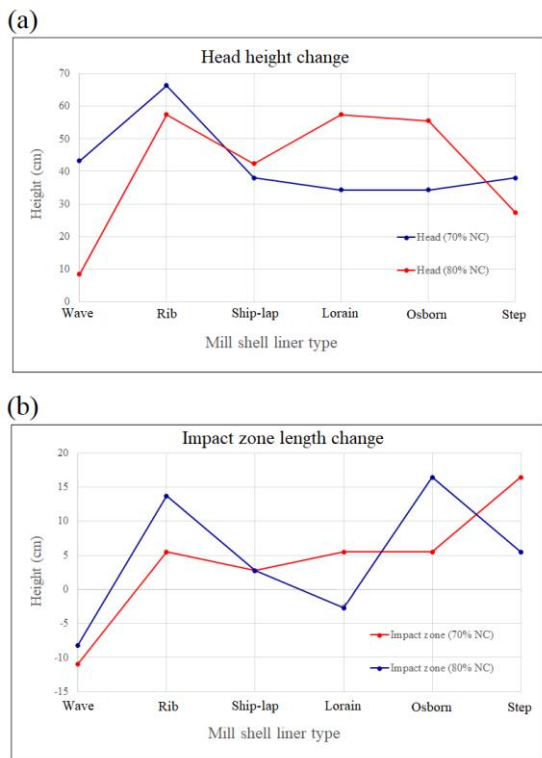 (a)
Head height change
70
60
50
40
30
20
10
0
Height (cm)
Head (70% NC)
Head (80% NC)
Wave Rib Ship-lap Lorain Osborn Step
Mill shell liner type
(b)
Impact zone length change
20
15
10
5
0
-5
-10
-15
Height (cm)
Impact zone (70% NC)
Impact zone (80% NC)
Wave Rib Ship-lap Lorain Osborn Step
Mill shell liner type